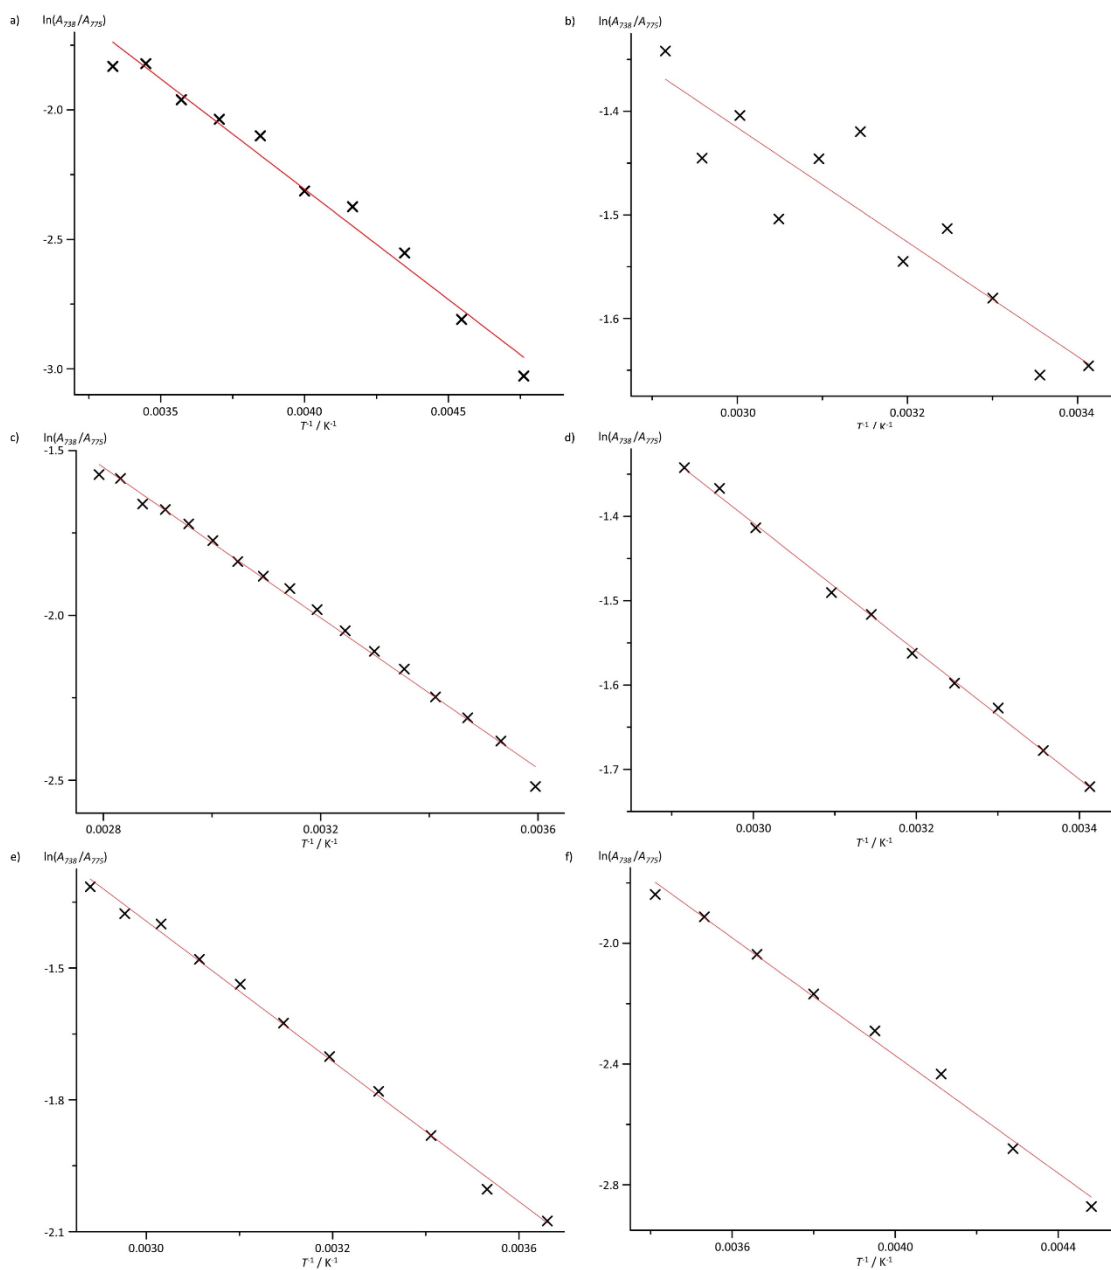 a) ln(A738/A775)
-2.0
-2.5
-3.0
0.0035 0.0040 0.0045
T-1 / K-1
b) ln(A738/A775)
-1.4
-1.5
-1.6
0.0030 0.0032 0.0034
T-1 / K-1
c) ln(A738/A775)
-1.5
-2.0
-2.5
0.0028 0.0032 0.0036
T-1 / K-1
d) ln(A738/A775)
-1.4
-1.5
-1.6
-1.7
0.0030 0.0032 0.0034
T-1 / K-1
e) ln(A738/A775)
-1.5
-1.8
-2.1
0.0030 0.0032 0.0036
T-1 / K-1
f) ln(A738/A775)
-2.0
-2.4
-2.8
0.0036 0.0040 0.0044
T-1 / K-1